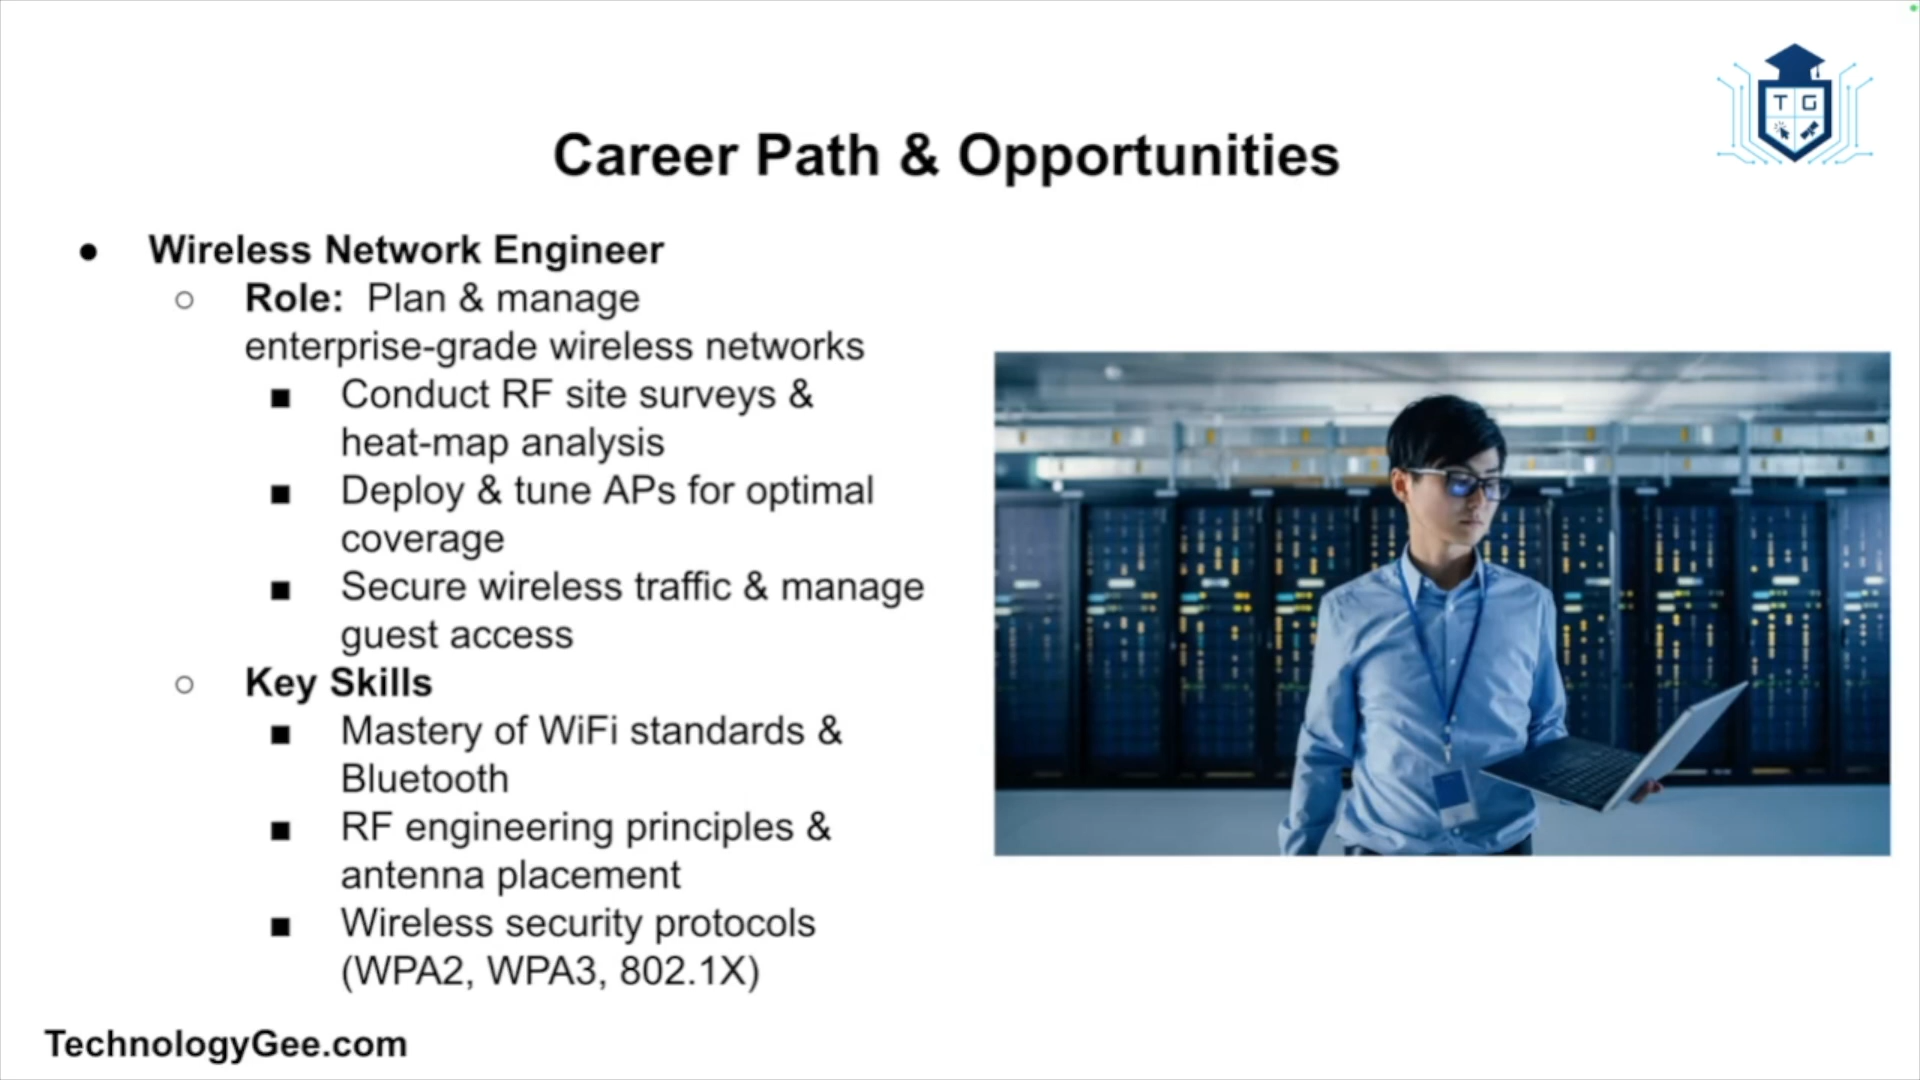 Career Path & Opportunities
T G
● Wireless Network Engineer
○ Role: Plan & manage
enterprise-grade wireless networks
■ Conduct RF site surveys &
heat-map analysis
■ Deploy & tune APs for optimal
coverage
■ Secure wireless traffic & manage
guest access
○ Key Skills
■ Mastery of WiFi standards &
Bluetooth
■ RF engineering principles &
antenna placement
■ Wireless security protocols
(WPA2, WPA3, 802.1X)
TechnologyGee.com